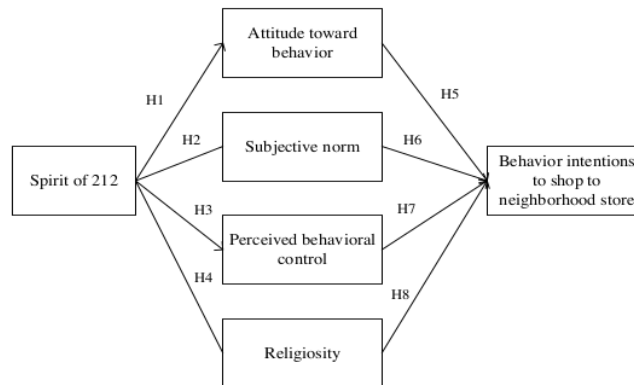 Attitude toward
behavior
H1
H5
H2
Subjective norm
H6
Spirit of 212
Behavior intentions
to shop to
neighborhood store
H3
Perceived behavioral
control
H7
H4
H8
Religiosity